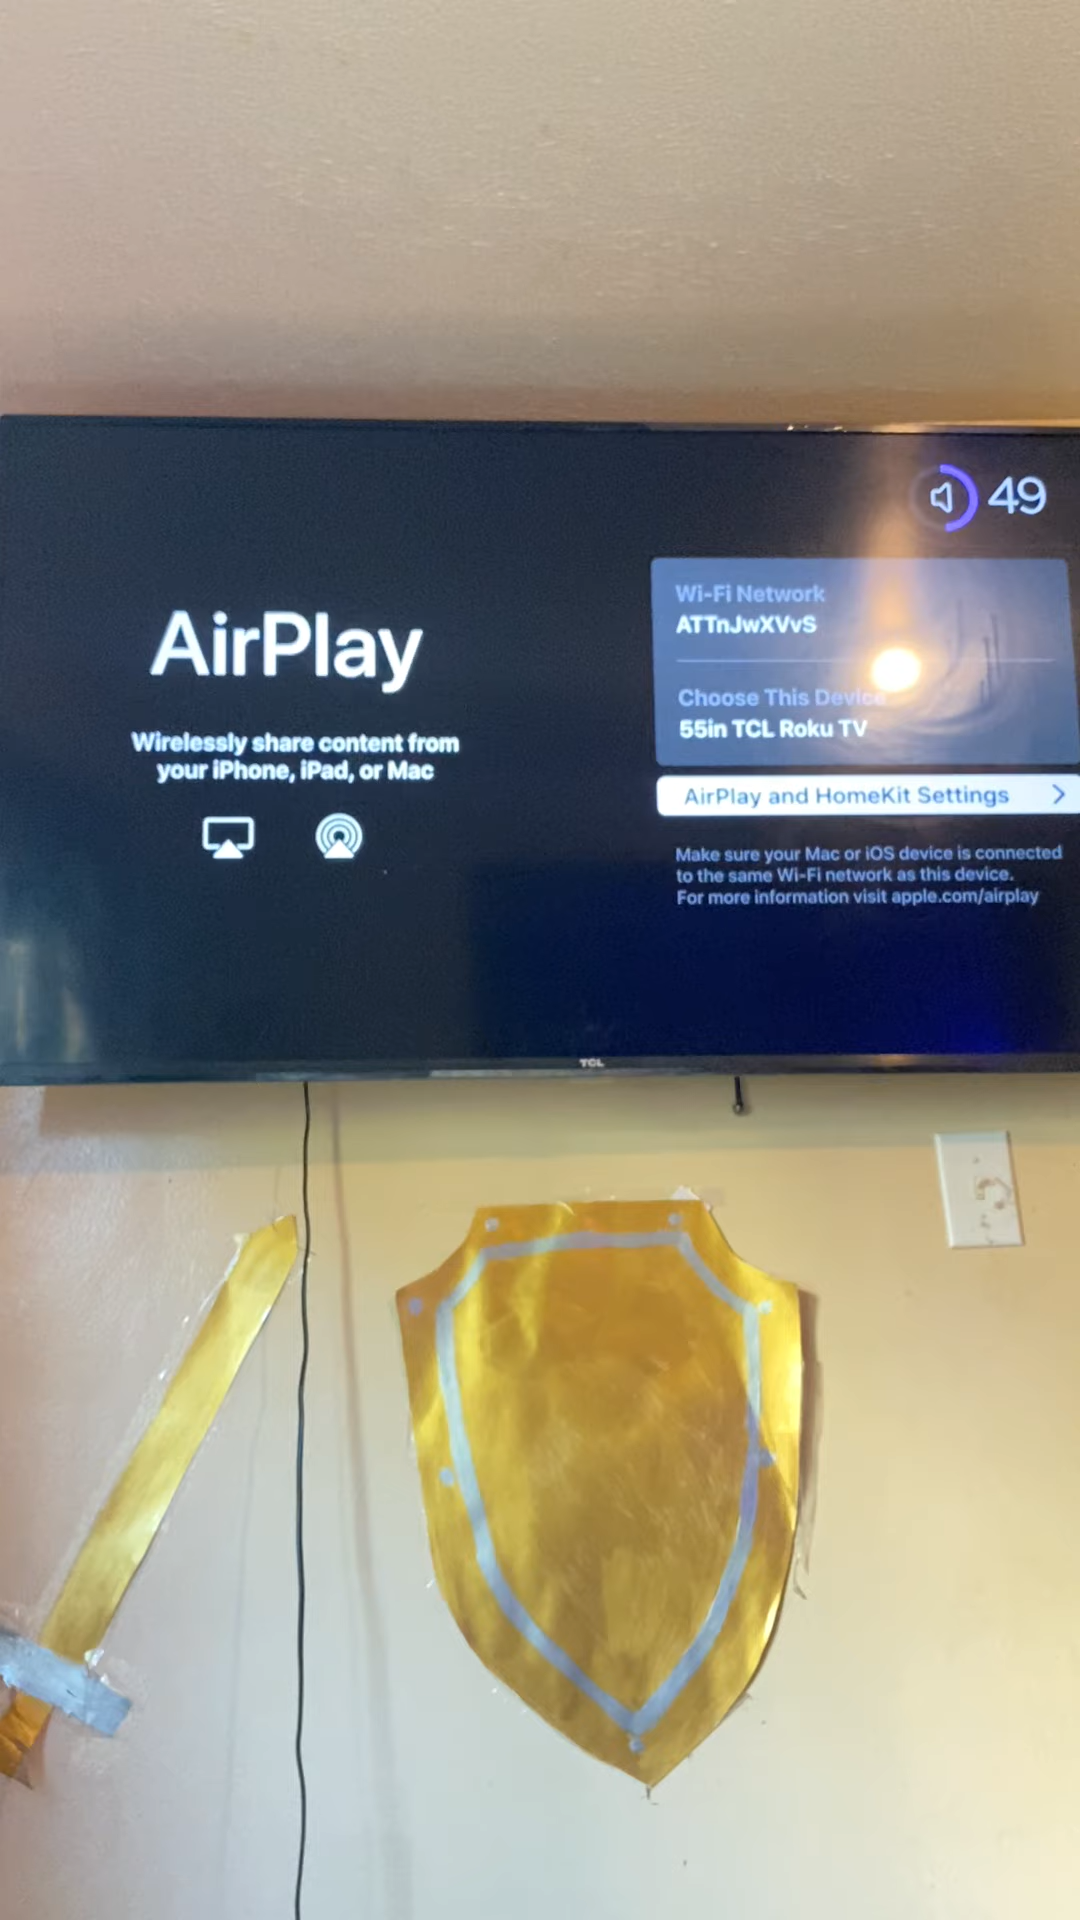 49
AirPlay
Wirelessly share content from
your iPhone, iPad, or Mac
Wi-Fi Network
ATTnJwXVvS
Choose This Device
55in TCL Roku TV
AirPlay and HomeKit Settings
Make sure your Mac or iOS device is connected
to the same Wi-Fi network as this device.
For more information visit apple.com/airplay
TCL